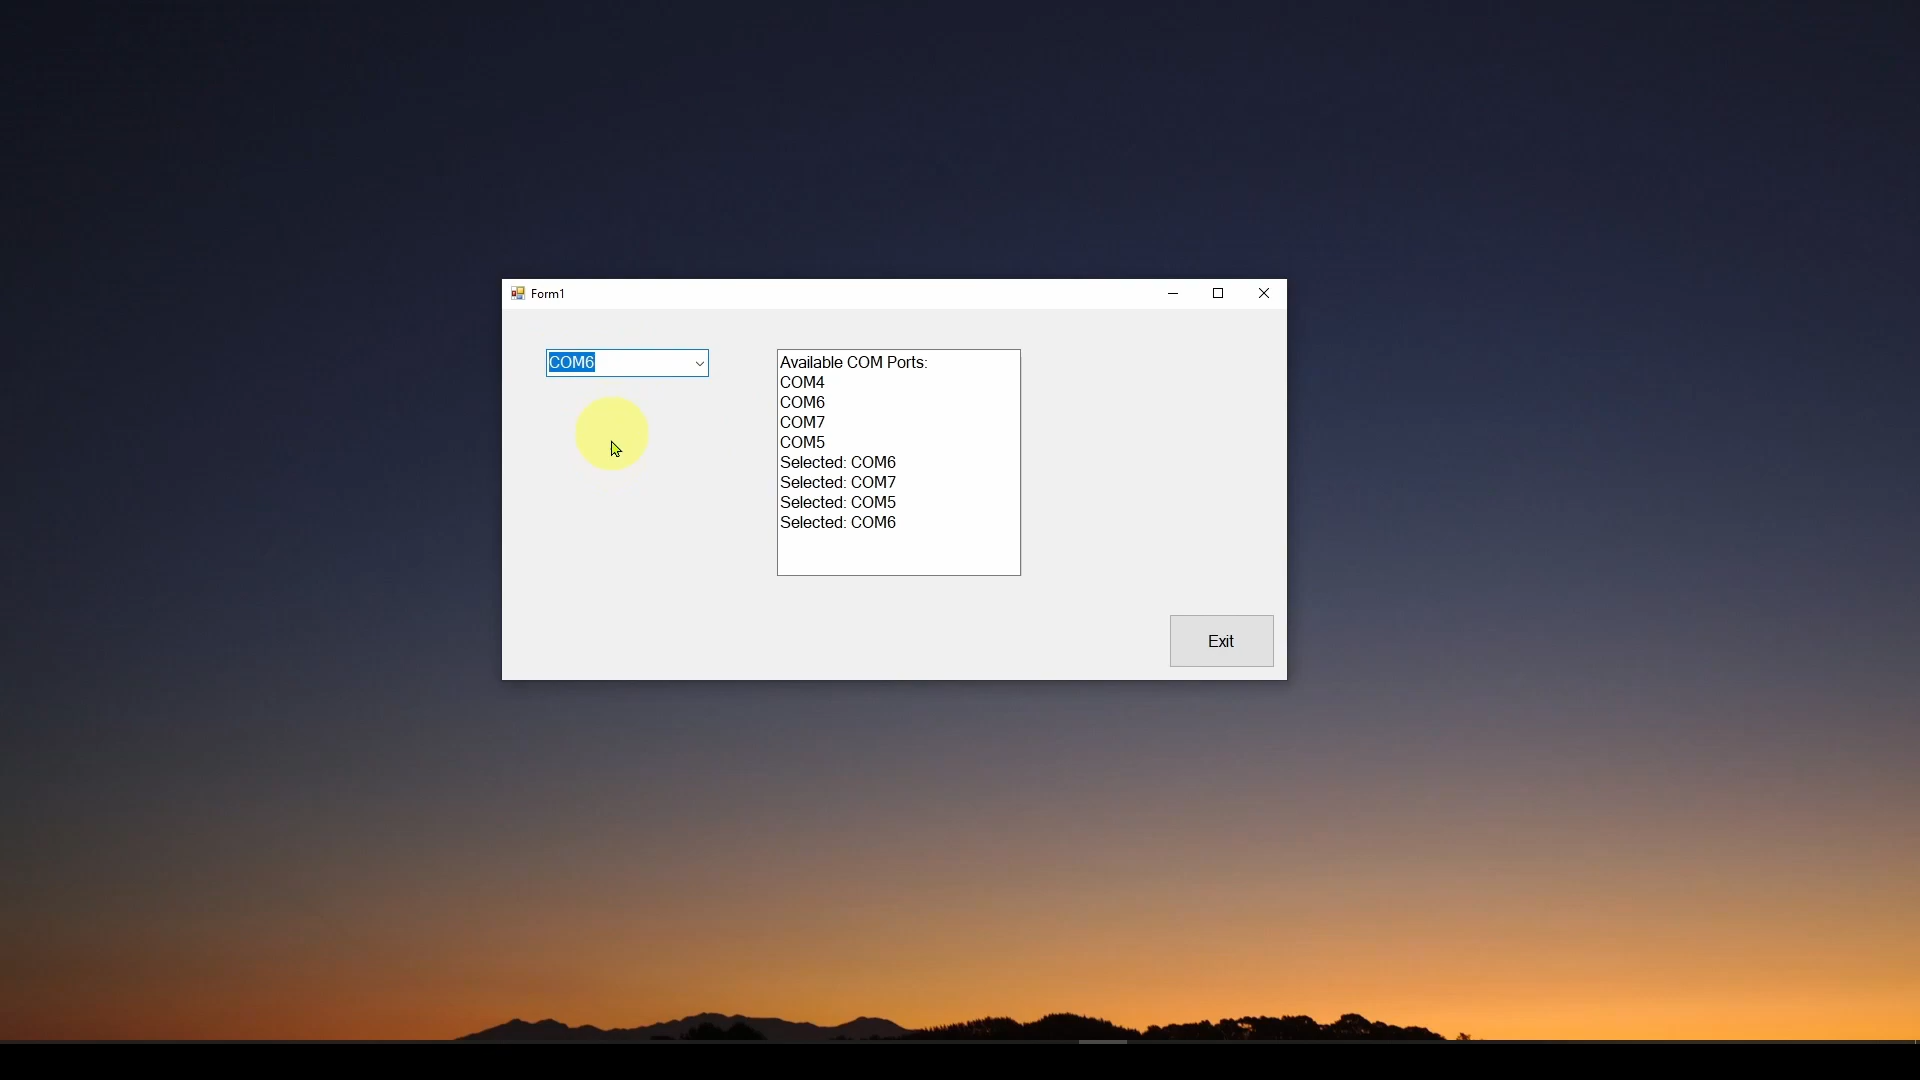 Form1
COM6
Available COM Ports:
COM4
COM6
COM7
COM5
Selected: COM6
Selected: COM7
Selected: COM5
Selected: COM6
Exit